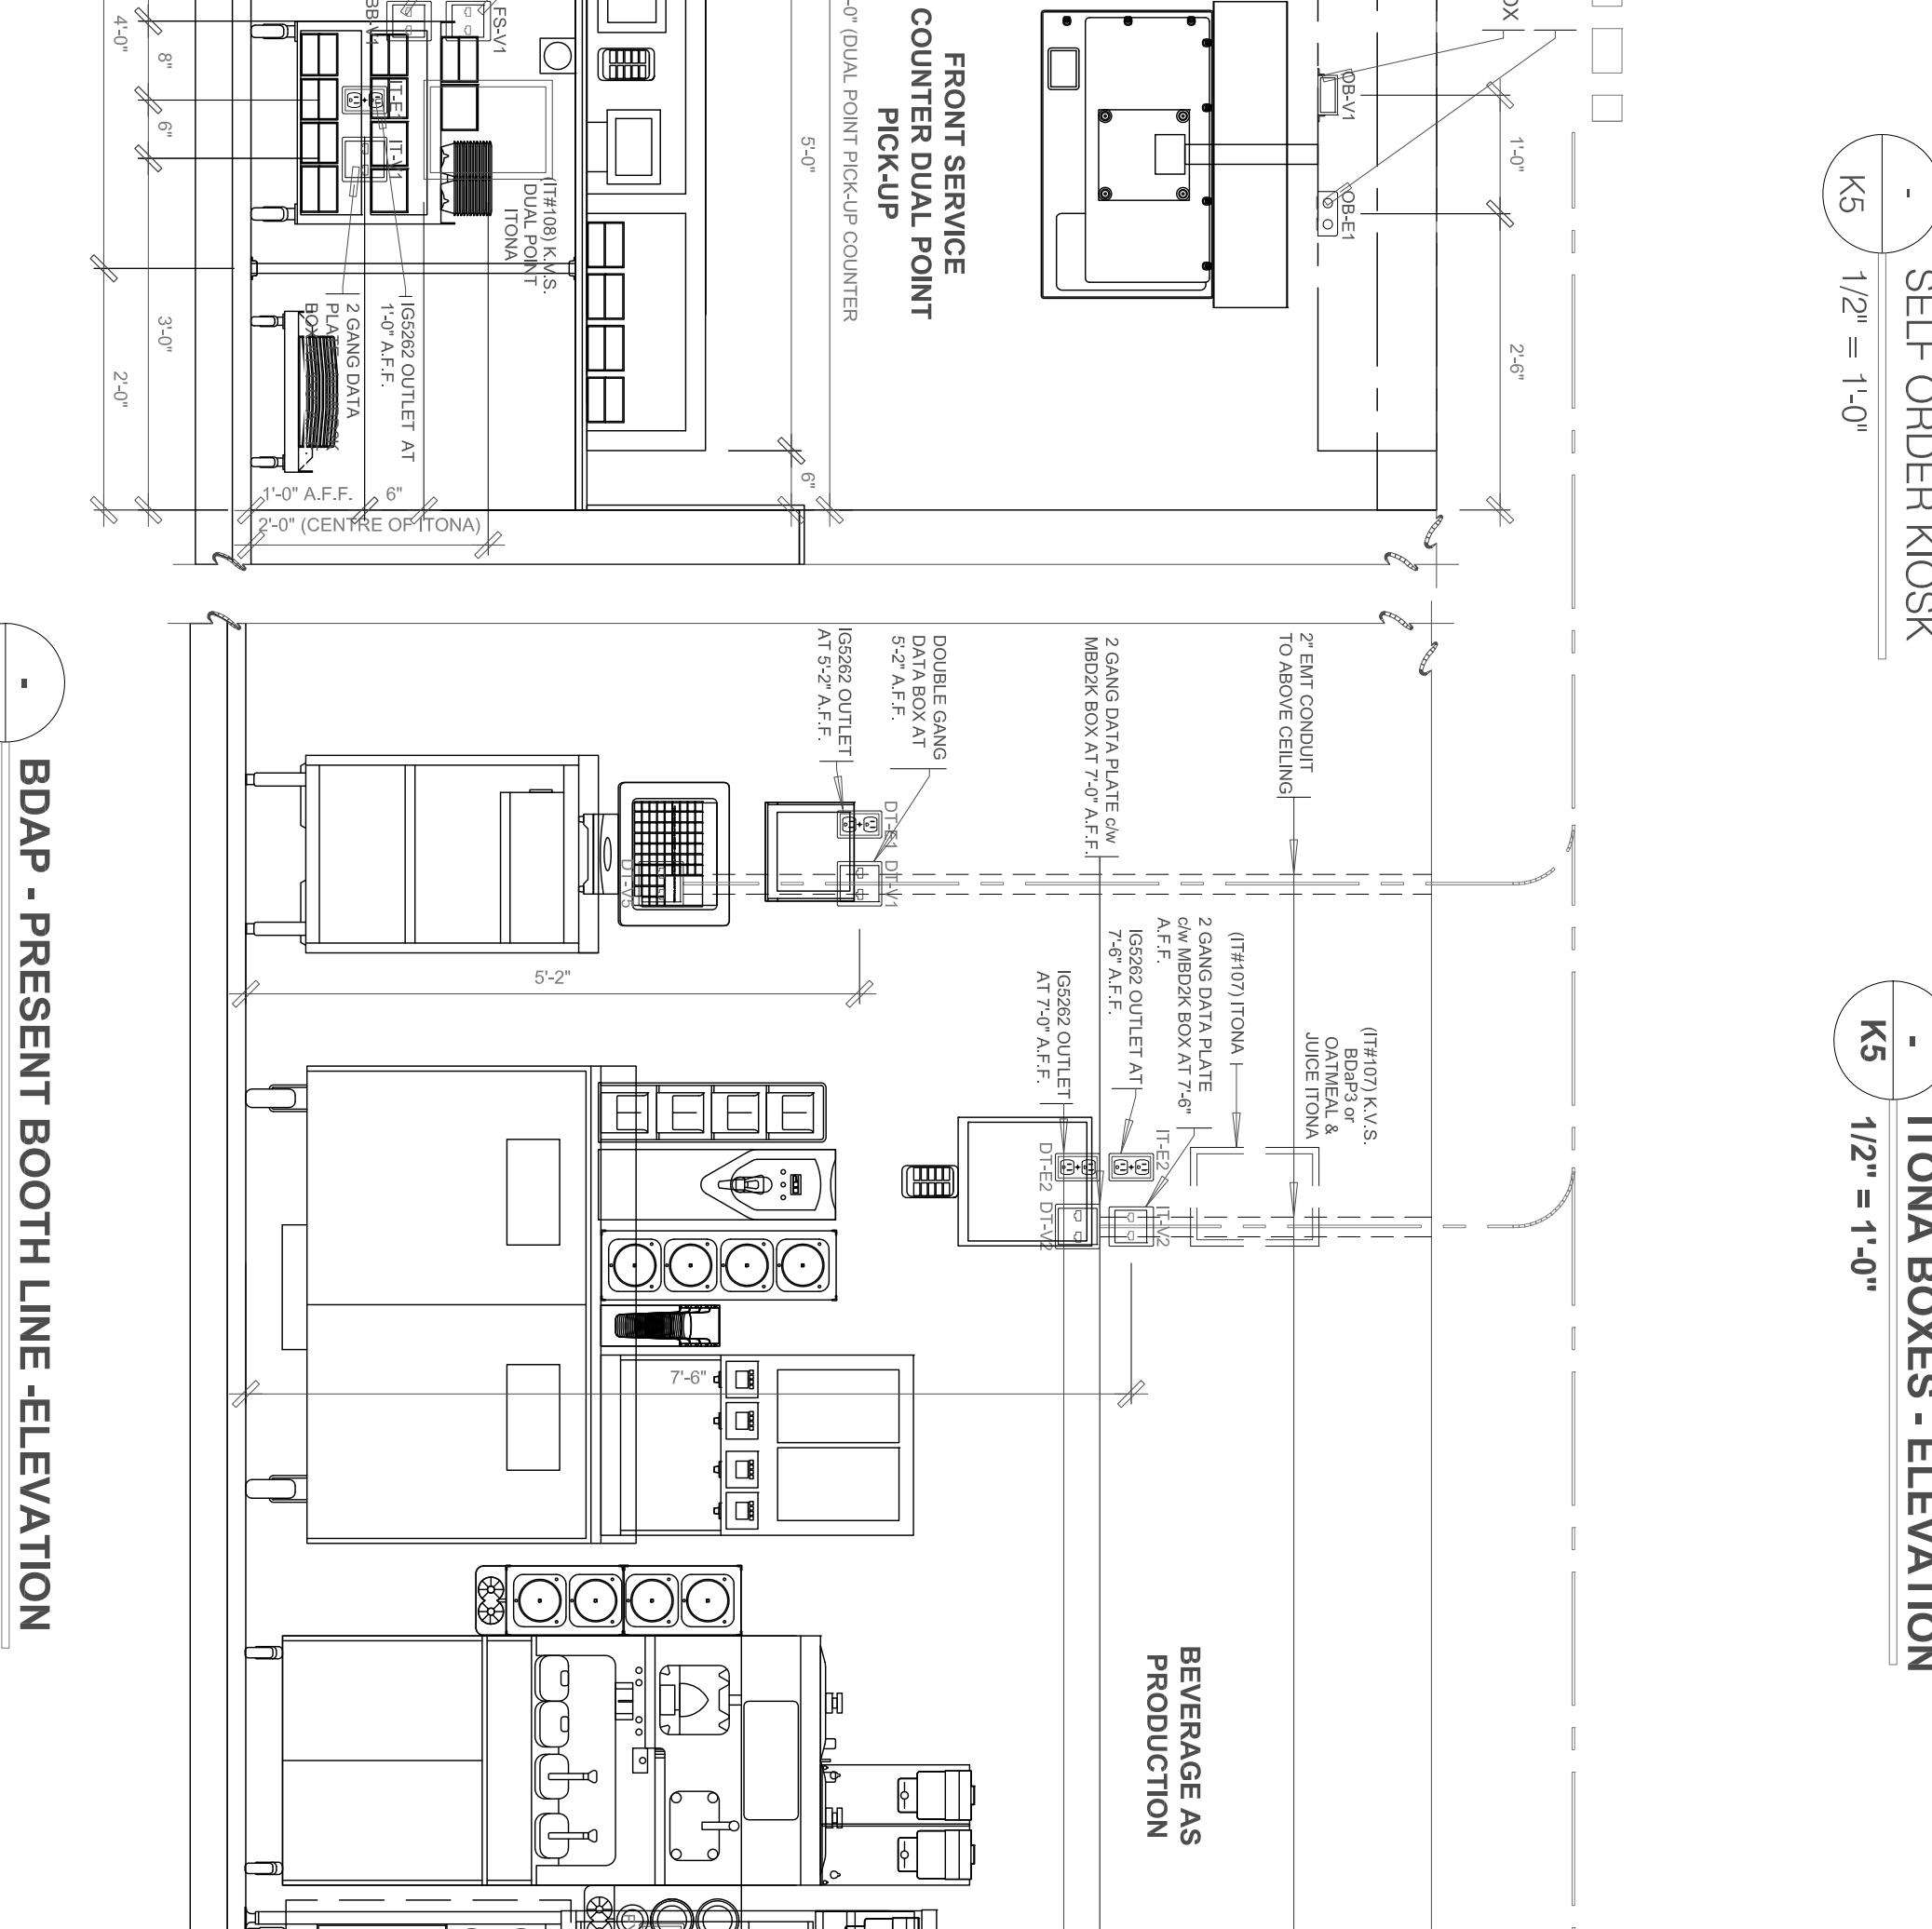 -
K5
SELF ORDER KIOSK
1/2" = 1'-0"
-
K5
ITONA BOXES - ELEVATION
1/2" = 1'-0"
OX
1'-0"
2'-6"
OB-V1
OB-E1
FRONT SERVICE
COUNTER DUAL POINT
PICK-UP
-0" (DUAL POINT PICK-UP COUNTER
5'-0"
6"
FS-V1
BB-V1
IT-E1
IT-V1
(IT#108) K.V.S.
DUAL POINT
ITONA
IG5262 OUTLET AT
1'-0" A.F.F.
2 GANG DATA
4'-0"
8"
6"
3'-0"
2'-0"
1'-0" A.F.F.
6"
2'-0" (CENTRE OF ITONA)
2" EMT CONDUIT
TO ABOVE CEILING
2 GANG DATA PLATE c/w
MBD2K BOX AT 7'-0" A.F.F.
DOUBLE GANG
DATA BOX AT
5'-2" A.F.F.
IG5262 OUTLET
AT 5'-2" A.F.F.
DT-E1
DT-V1
DT-V5
5'-2"
(IT#107) K.V.S.
BDaP3 or
OATMEAL &
JUICE ITONA
(IT#107) ITONA
2 GANG DATA PLATE
c/w MBD2K BOX AT 7'-6"
A.F.F.
IG5262 OUTLET AT
7'-6" A.F.F.
IG5262 OUTLET
AT 7'-0" A.F.F.
IT-E2
IT-V2
DT-E2
DT-V2
7'-6"
BEVERAGE AS
PRODUCTION
-
BDAP - PRESENT BOOTH LINE -ELEVATION